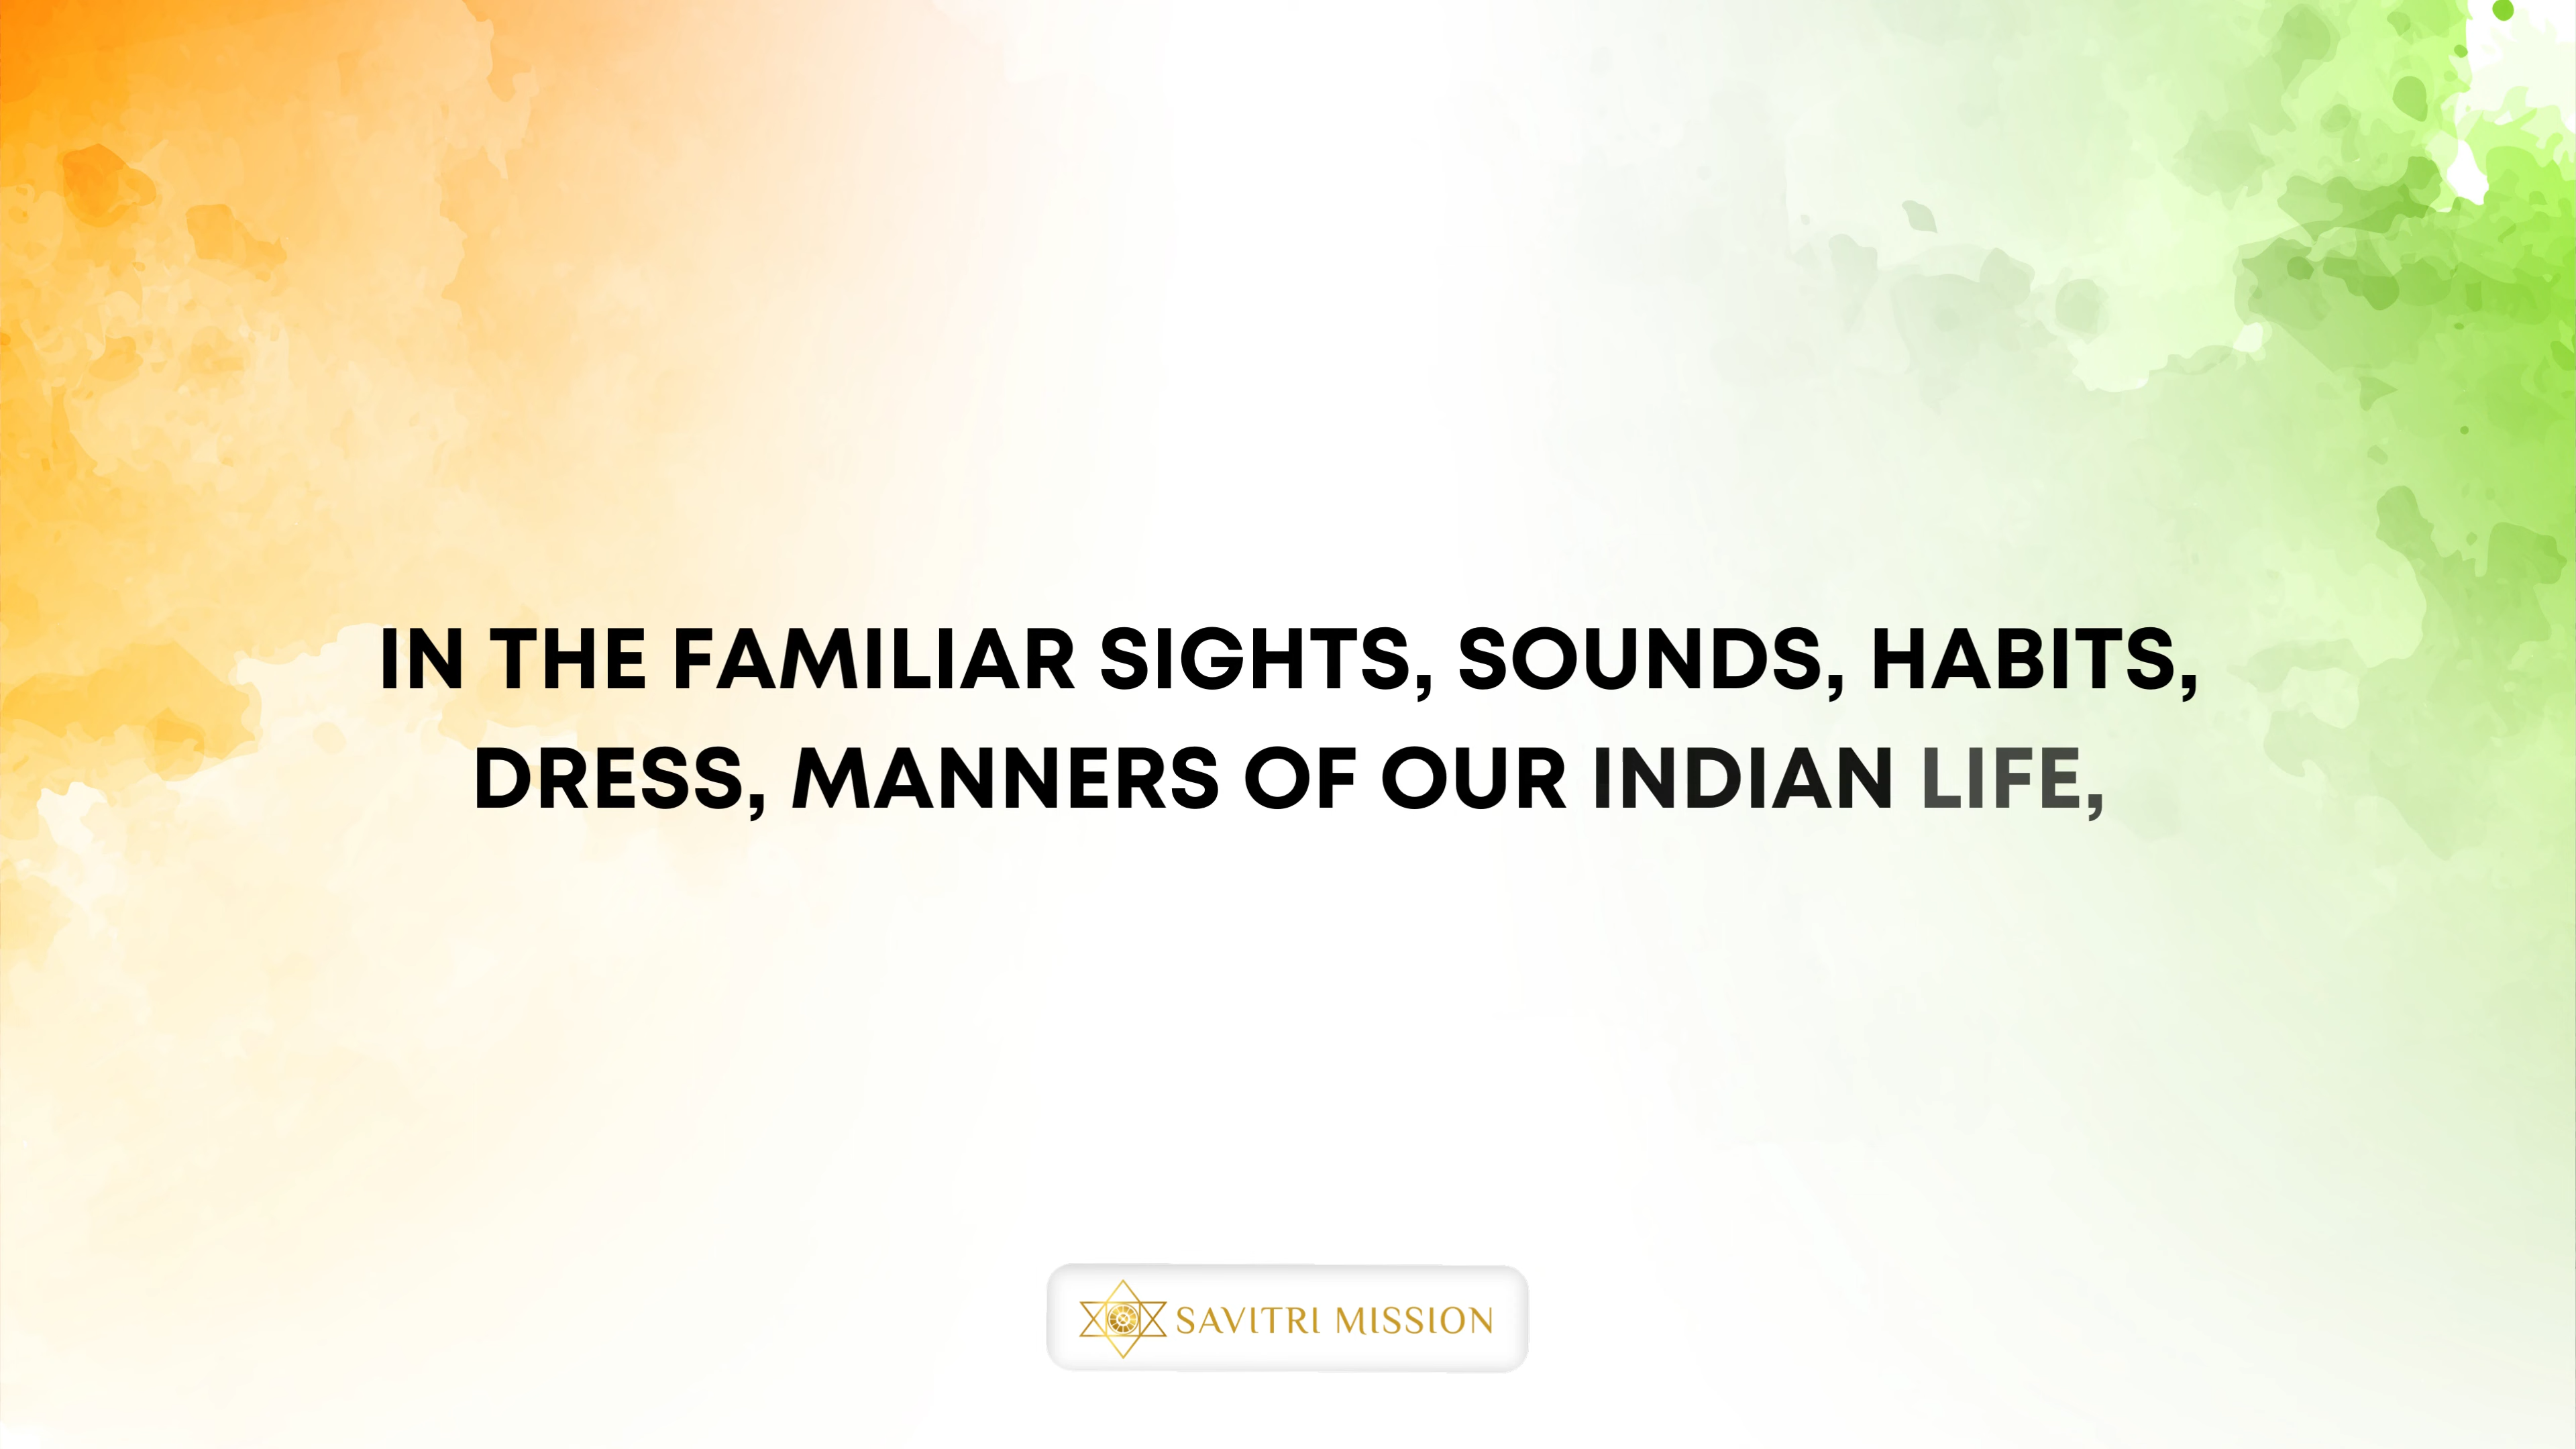 IN THE FAMILIAR SIGHTS, SOUNDS, HABITS,
DRESS, MANNERS OF OUR INDIAN LIFE,
SAVITRI MISSION